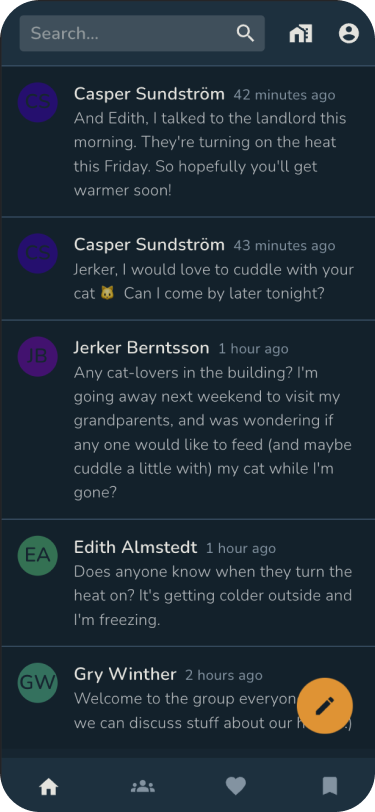 Search...
Casper Sundström 42 minutes ago
And Edith, I talked to the landlord this
morning. They're turning on the heat
this Friday. So hopefully you'll get
warmer soon!
Casper Sundström 43 minutes ago
Jerker, I would love to cuddle with your
cat 🐱 Can I come by later tonight?
JB
Jerker Berntsson 1 hour ago
Any cat-lovers in the building? I'm
going away next weekend to visit my
grandparents, and was wondering if
any one would like to feed (and maybe
cuddle a little with) my cat while I'm
gone?
EA
Edith Almstedt 1 hour ago
Does anyone know when they turn the
heat on? It's getting colder outside and
I'm freezing.
GW
Gry Winther 2 hours ago
Welcome to the group everyon
we can discuss stuff about our